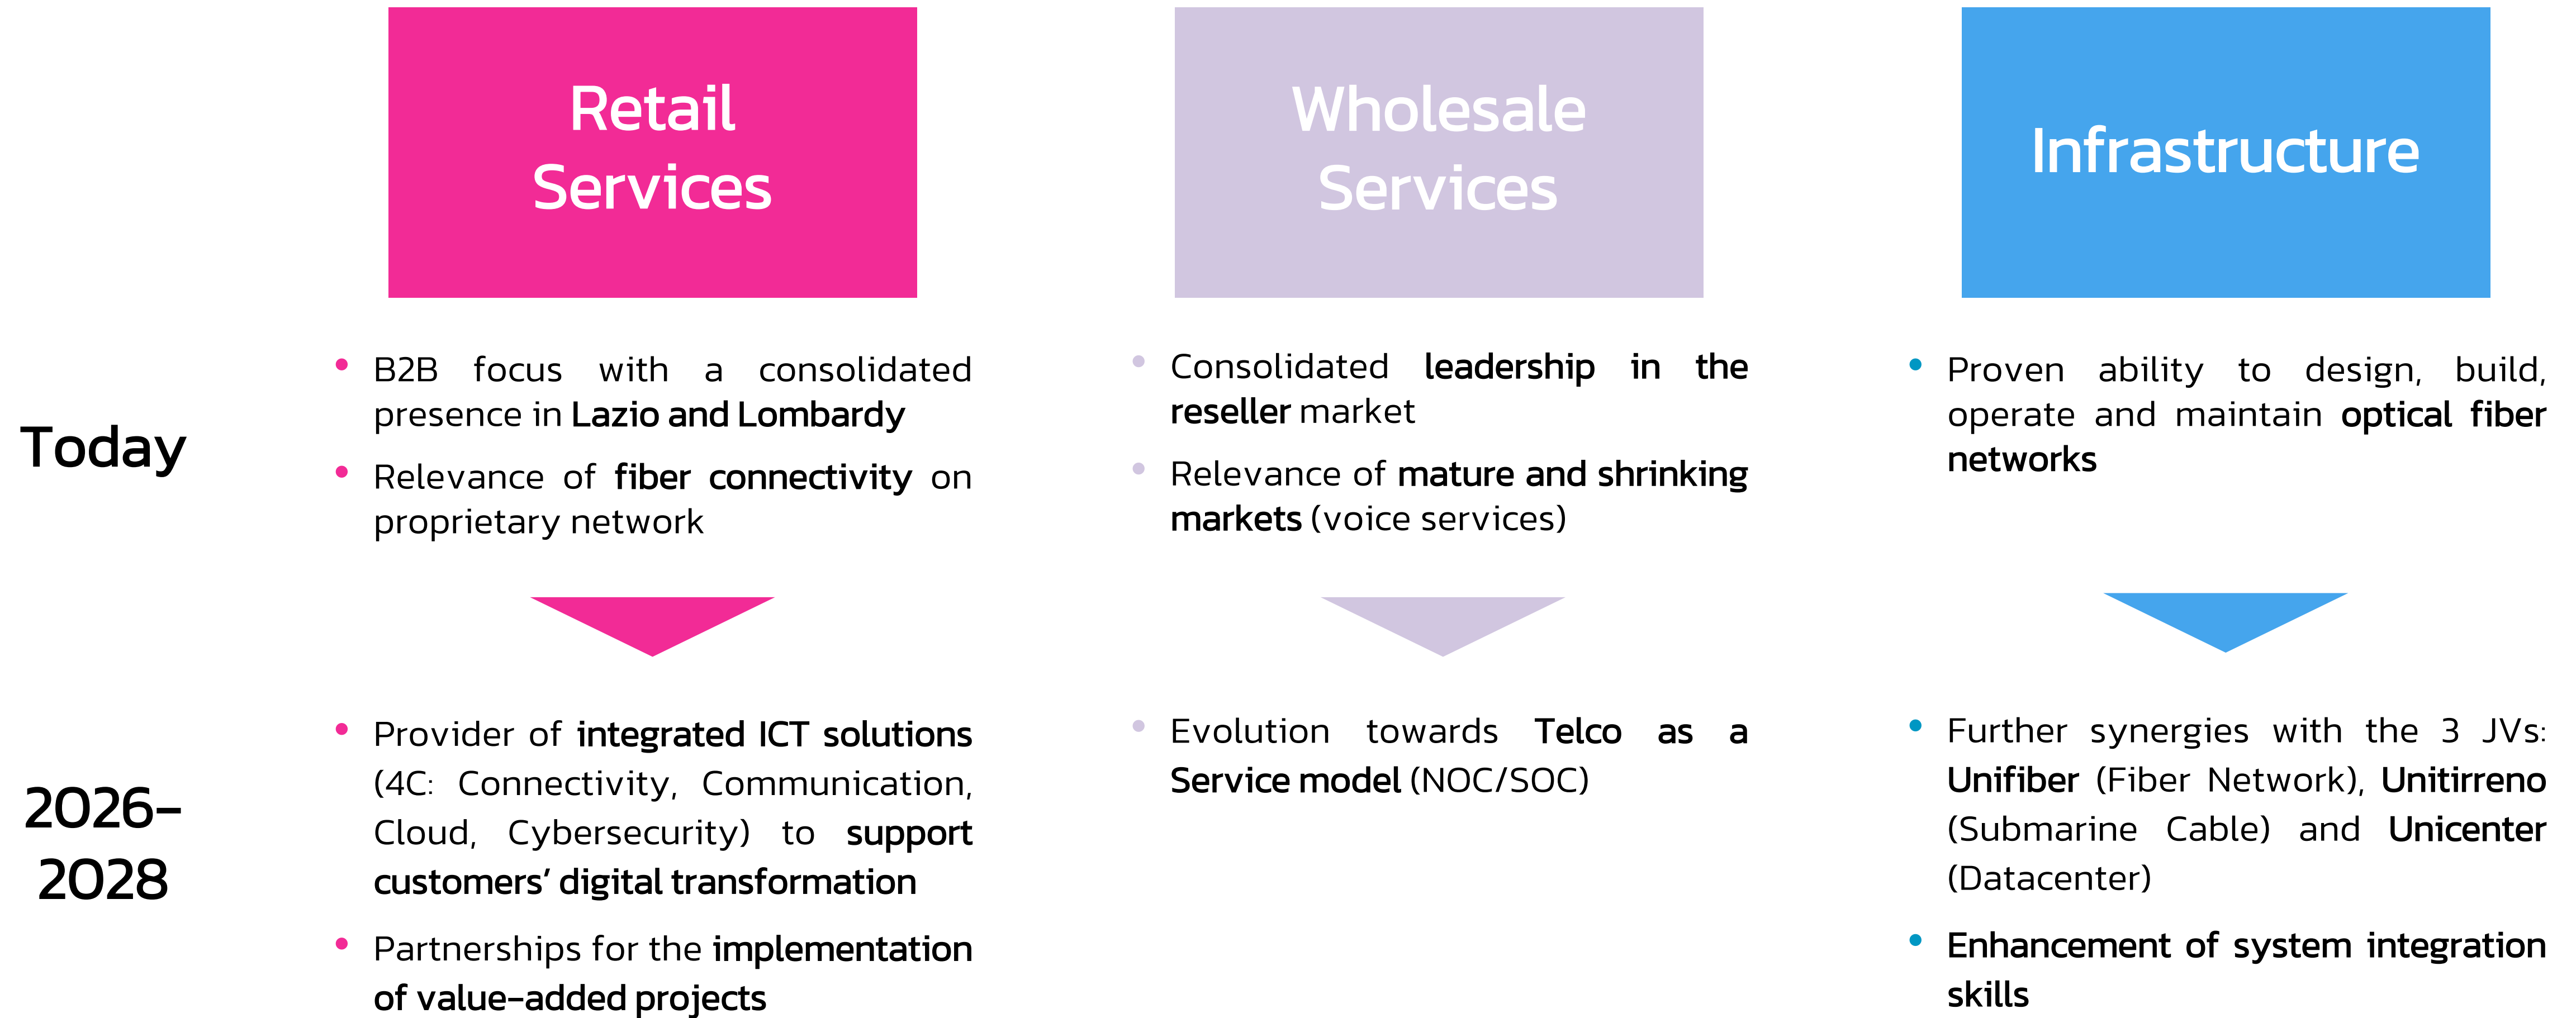 Retail
Services
Wholesale
Services
Infrastructure
Today
• B2B focus with a consolidated
presence in Lazio and Lombardy
• Relevance of fiber connectivity on
proprietary network
• Consolidated leadership in the
reseller market
• Relevance of mature and shrinking
markets (voice services)
• Proven ability to design, build,
operate and maintain optical fiber
networks
2026-
2028
• Provider of integrated ICT solutions
(4C: Connectivity, Communication,
Cloud, Cybersecurity) to support
customers’ digital transformation
• Partnerships for the implementation
of value-added projects
• Evolution towards Telco as a
Service model (NOC/SOC)
• Further synergies with the 3 JVs:
Unifiber (Fiber Network), Unitirreno
(Submarine Cable) and Unicenter
(Datacenter)
• Enhancement of system integration
skills